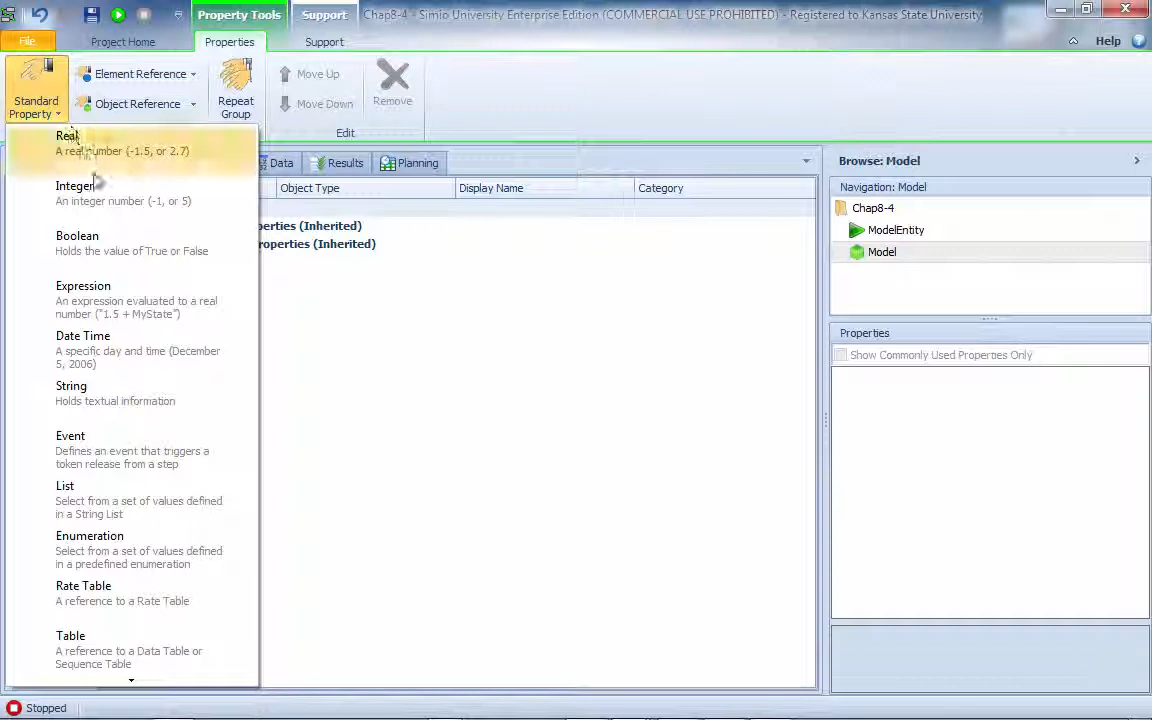 Property Tools
Support
Chap8-4 - Simio University Enterprise Edition (COMMERCIAL USE PROHIBITED) - Registered to Kansas State University
File
Project Home
Properties
Support
Help
Standard
Property
Element Reference
Object Reference
Repeat
Group
Move Up
Move Down
Remove
Edit
Real
A real number (-1.5, or 2.7)
Integer
An integer number (-1, or 5)
Boolean
Holds the value of True or False
Expression
An expression evaluated to a real
number ("1.5 + MyState")
Date Time
A specific day and time (December
5, 2006)
String
Holds textual information
Event
Defines an event that triggers a
token release from a step
List
Select from a set of values defined
in a String List
Enumeration
Select from a set of values defined
in a predefined enumeration
Rate Table
A reference to a Rate Table
Table
A reference to a Data Table or
Sequence Table
Data
Results
Planning
Object Type
Display Name
Category
perties (Inherited)
roperties (Inherited)
Browse: Model
Navigation: Model
Chap8-4
ModelEntity
Model
Properties
Show Commonly Used Properties Only
Stopped